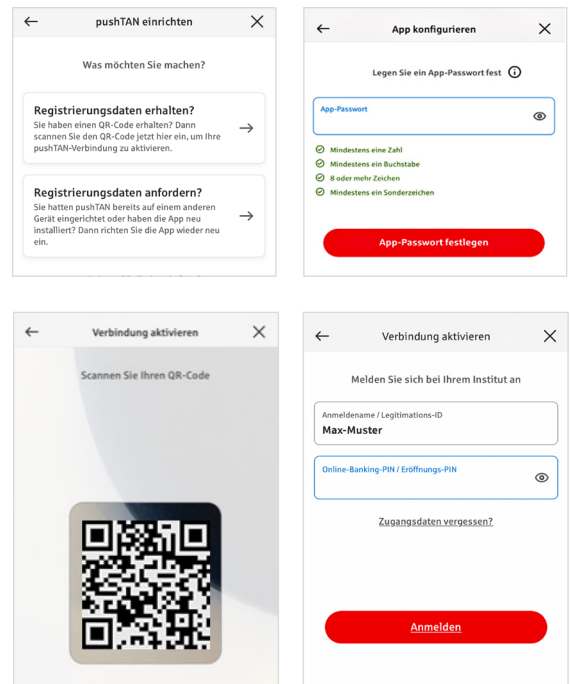 pushTAN einrichten
Was möchten Sie machen?
Registrierungsdaten erhalten?
Sie haben einen QR-Code erhalten? Dann
scannen Sie den QR-Code jetzt hier ein, um Ihre
pushTAN-Verbindung zu aktivieren.
Registrierungsdaten anfordern?
Sie hatten pushTAN bereits auf einem anderen
Gerät eingerichtet oder haben die App neu
installiert? Dann richten Sie die App wieder neu
ein.
App konfigurieren
Legen Sie ein App-Passwort fest
App-Passwort
Mindestens eine Zahl
Mindestens ein Buchstabe
8 oder mehr Zeichen
Mindestens ein Sonderzeichen
App-Passwort festlegen
Verbindung aktivieren
Scannen Sie Ihren QR-Code
Verbindung aktivieren
Melden Sie sich bei Ihrem Institut an
Anmeldename / Legitimations-ID
Max-Muster
Online-Banking-PIN / Eröffnungs-PIN
Zugangsdaten vergessen?
Anmelden